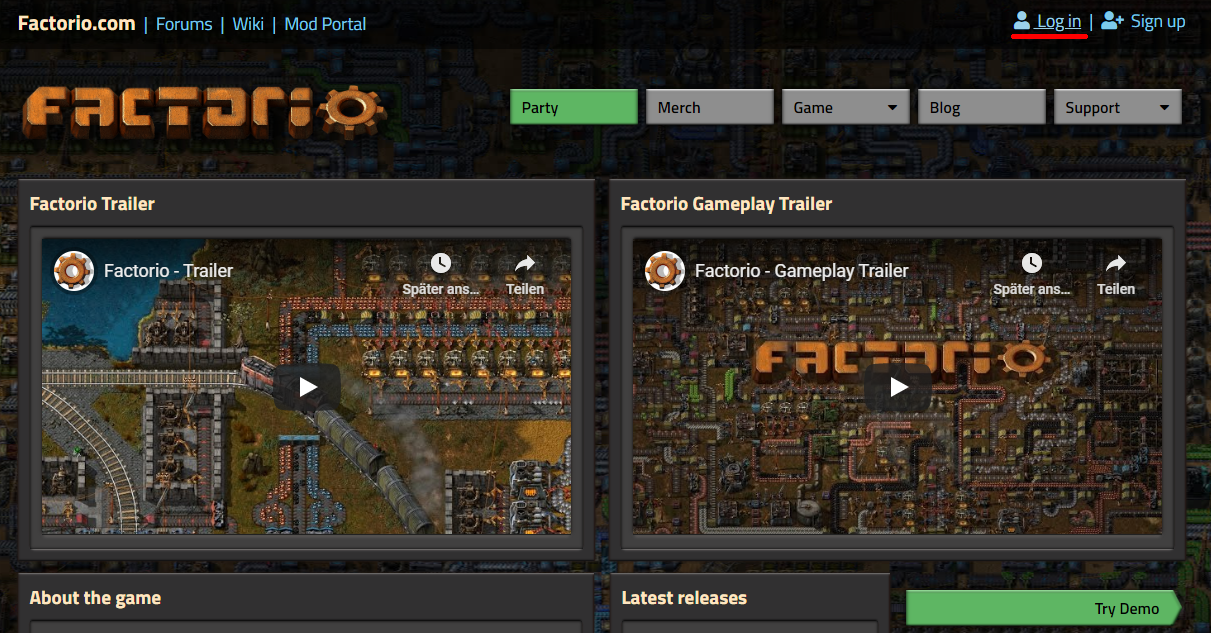 Factorio.com | Forums | Wiki | Mod Portal
Log in | Sign up
FACTORIO
Party Merch Game Blog Support
Factorio Trailer
Factorio - Trailer
Später ans...
Teilen
Factorio Gameplay Trailer
Factorio - Gameplay Trailer
Später ans...
Teilen
FACTORIO
About the game
Latest releases
Try Demo